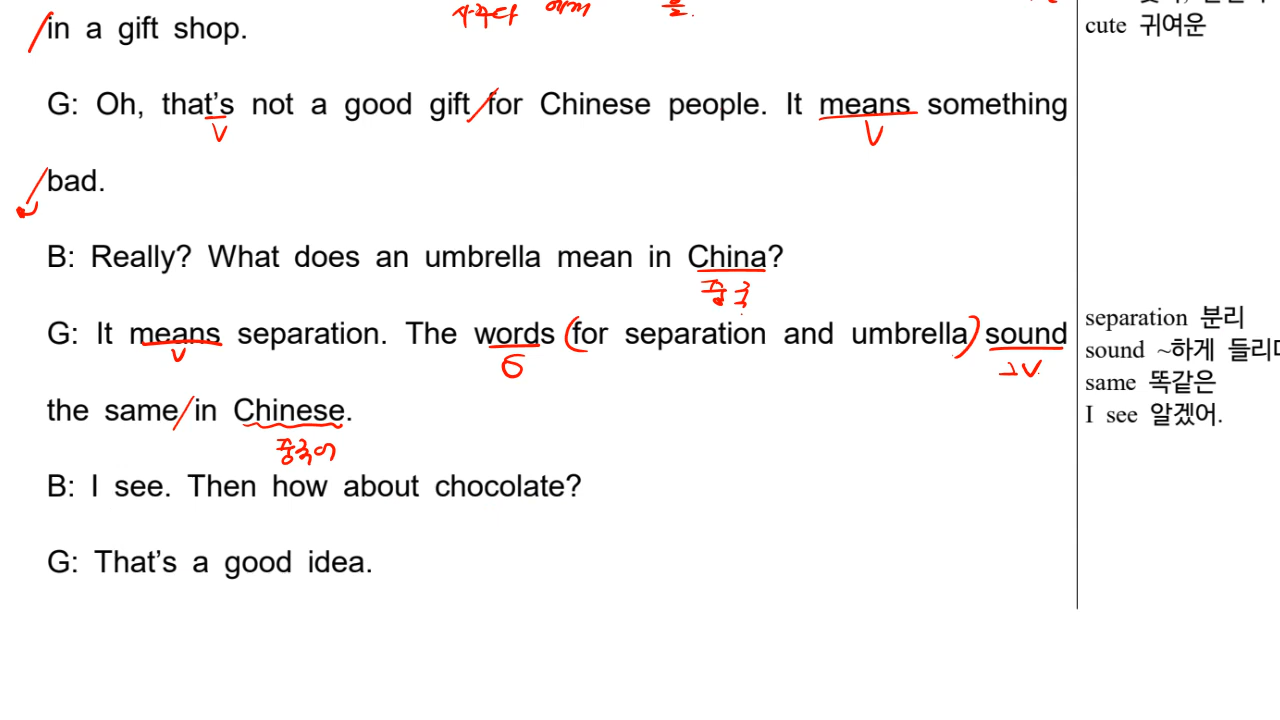 in a gift shop.
cute 귀여운
G: Oh, that's not a good gift for Chinese people. It means something
V V
bad.
B: Really? What does an umbrella mean in China?
중국
G: It means separation. The words (for separation and umbrella) sound
separation 분리
V S 2V
sound ~하게 들리다
the same in Chinese.
same 똑같은
I see 알겠어.
중국어
B: I see. Then how about chocolate?
G: That's a good idea.